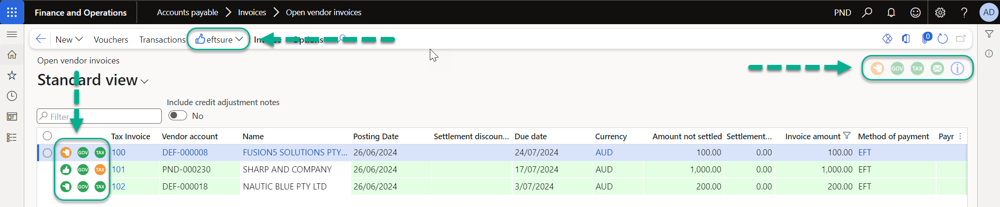 Finance and Operations Accounts payable Invoices Open vendor invoices PND AD
New Vouchers Transactions eftsure Options 0
Open vendor invoices
GOV TAX
Standard view
Include credit adjustment notes
Filter No
Tax Invoice Vendor account Name Posting Date Settlement discoun... Due date Currency Amount not settled Settlement... Invoice amount Method of payment Payr
GOV TAX 100 DEF-000008 FUSION5 SOLUTIONS PTY... 26/06/2024 24/07/2024 AUD 100.00 0.00 100.00 EFT
GOV TAX 101 PND-000230 SHARP AND COMPANY 26/06/2024 17/07/2024 AUD 1,000.00 0.00 1,000.00 EFT
GOV TAX 102 DEF-000018 NAUTIC BLUE PTY LTD 26/06/2024 3/07/2024 AUD 200.00 0.00 200.00 EFT